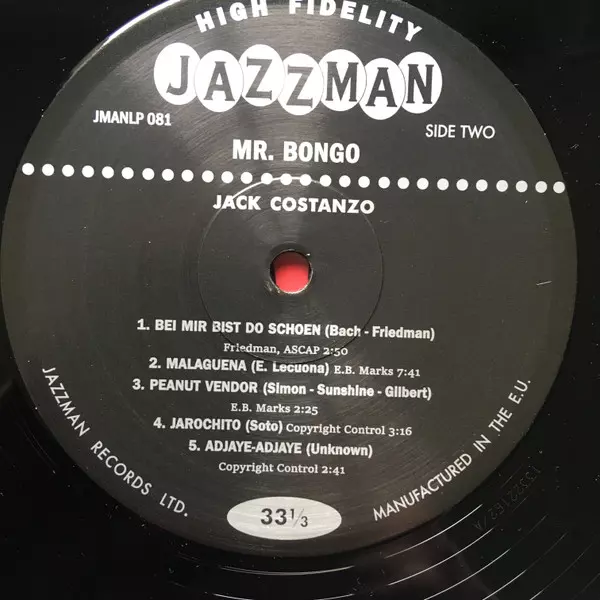 HIGH FIDELITY
JAZZMAN
JMANLP 081
SIDE TWO
MR. BONGO
JACK COSTANZO
1. BEI MIR BIST DO SCHOEN (Bach - Friedman)
Friedman, ASCAP 2:50
2. MALAGUENA (E. Lecuona) E.B. Marks 7:41
3. PEANUT VENDOR (Simon - Sunshine - Gilbert)
E.B. Marks 2:25
4. JAROCHITO (Soto) Copyright Control 3:16
5. ADJAYE-ADJAYE (Unknown)
Copyright Control 2:41
JAZZMAN RECORDS LTD.
33 1/3
MANUFACTURED IN THE E.U.